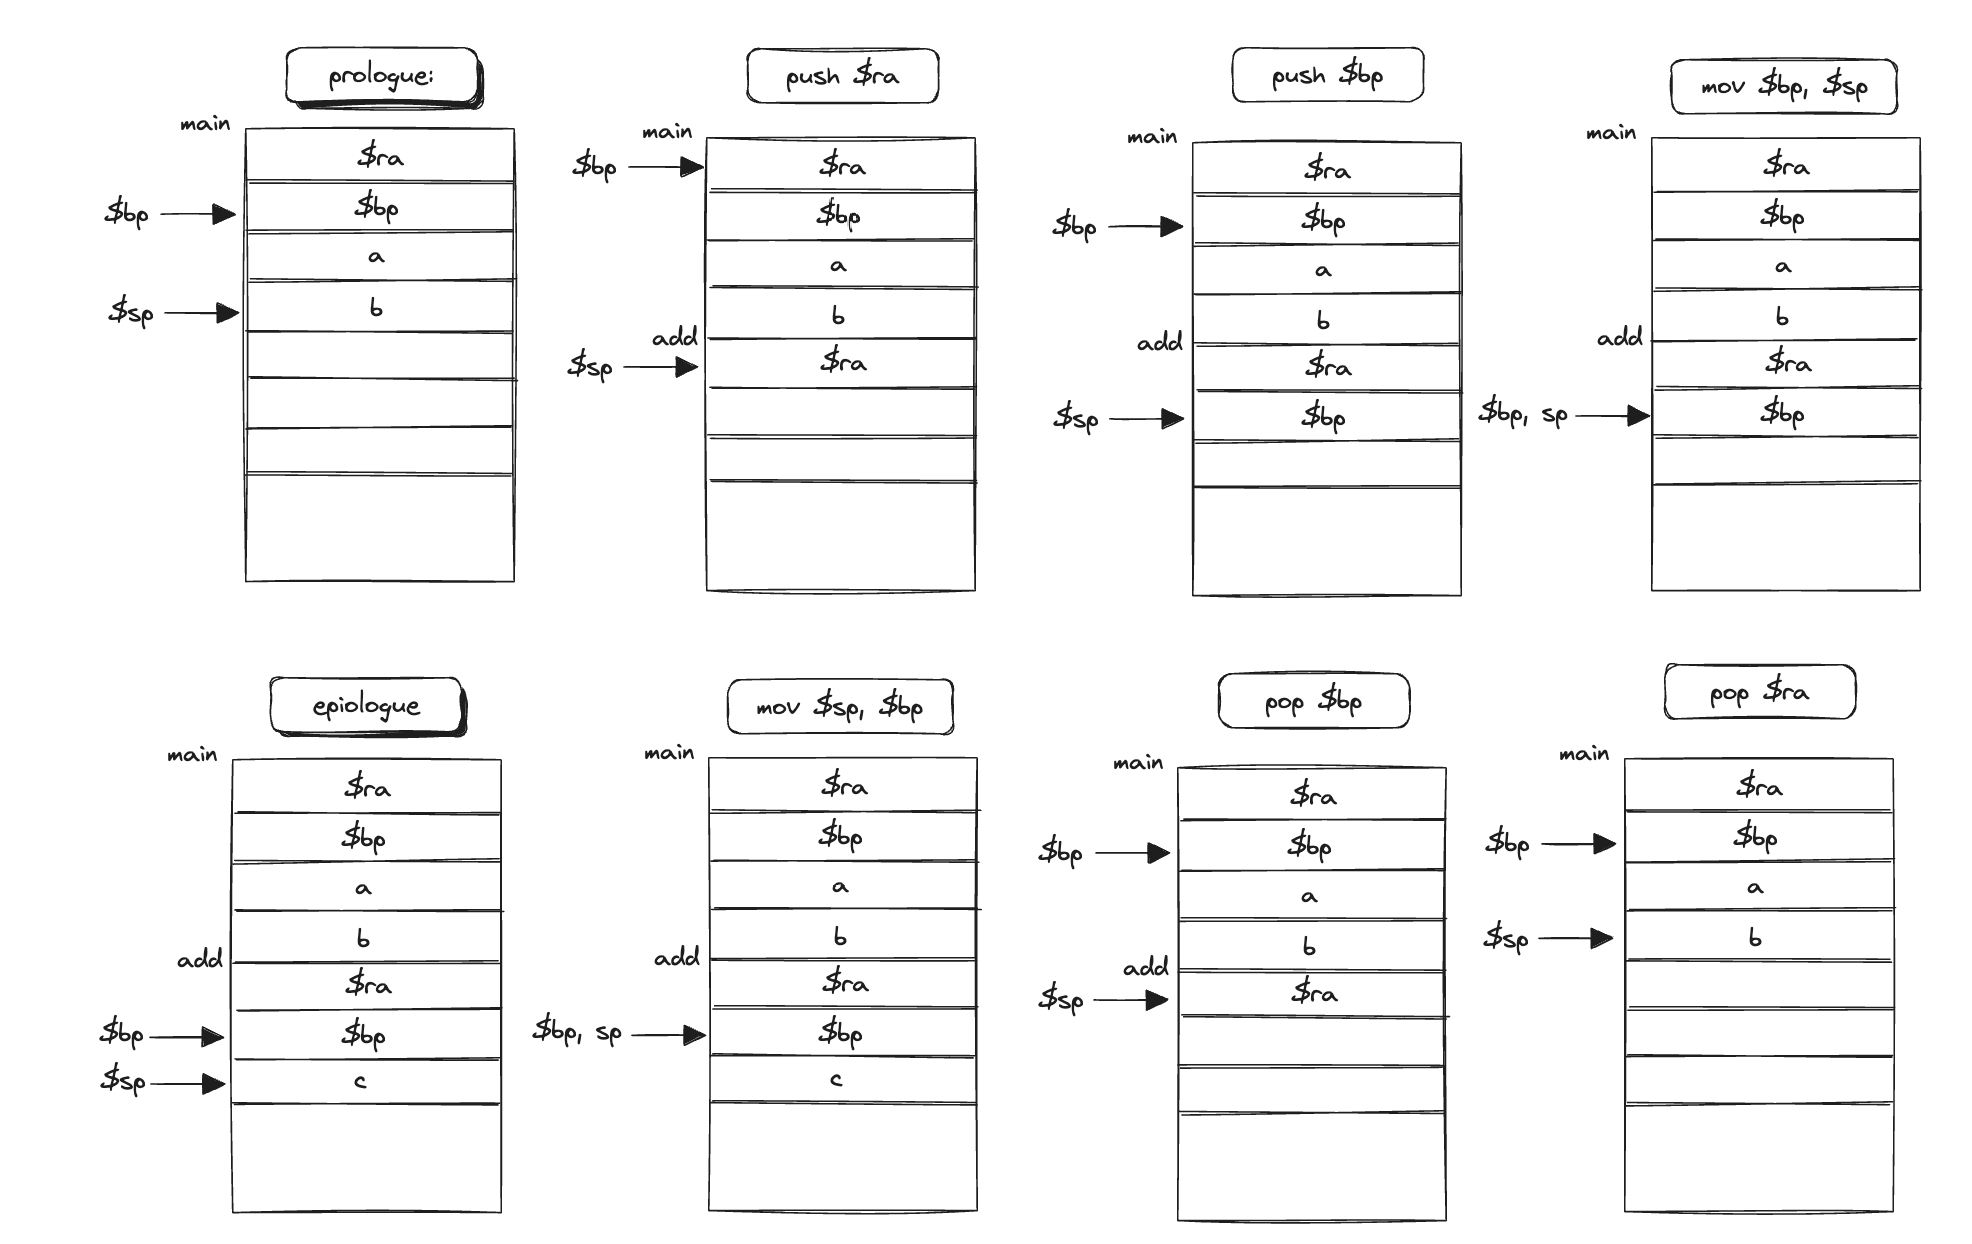 prologue:
main
$ra
$bp
$bp
a
$sp
b
push $ra
main
$bp
$ra
$bp
a
b
add
$sp
$ra
push $bp
main
$ra
$bp
$bp
a
b
add
$ra
$sp
$bp
mov $bp, $sp
main
$ra
$bp
a
b
add
$ra
$bp, sp
$bp
epiologue
main
$ra
$bp
a
b
add
$ra
$bp
$bp
$sp
c
mov $sp, $bp
main
$ra
$bp
a
b
add
$ra
$bp, sp
$bp
c
pop $bp
main
$ra
$bp
$bp
a
b
add
$sp
$ra
pop $ra
main
$ra
$bp
$bp
a
$sp
b